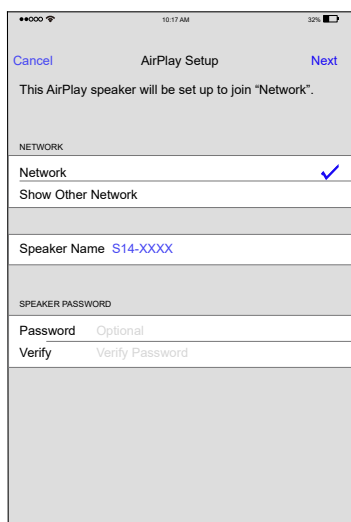 10:17 AM 32%
Cancel AirPlay Setup Next
This AirPlay speaker will be set up to join “Network”.
NETWORK
Network
Show Other Network
Speaker Name S14-XXXX
SPEAKER PASSWORD
Password Optional
Verify Verify Password